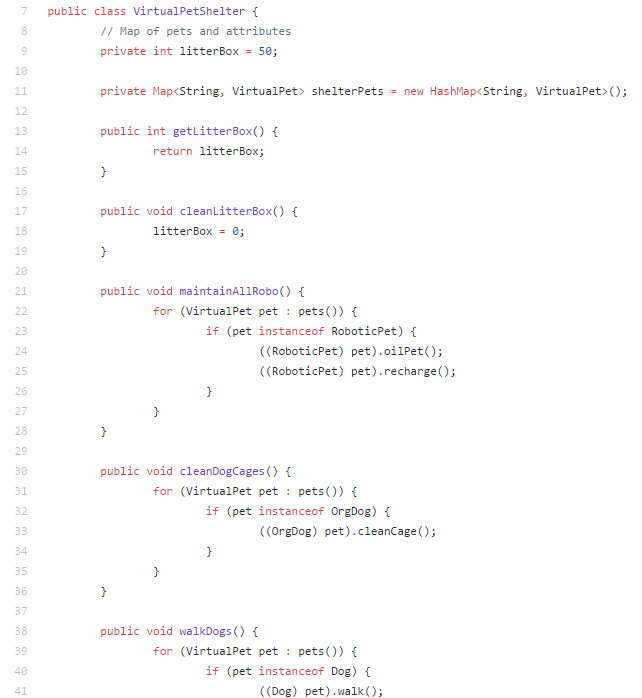 7 public class VirtualPetShelter {
8 // Map of pets and attributes
9 private int litterBox = 50;
10
11 private Map<String, VirtualPet> shelterPets = new HashMap<String, VirtualPet>();
12
13 public int getLitterBox() {
14 return litterBox;
15 }
16
17 public void cleanLitterBox() {
18 litterBox = 0;
19 }
20
21 public void maintainAllRobo() {
22 for (VirtualPet pet : pets()) {
23 if (pet instanceof RoboticPet) {
24 ((RoboticPet) pet).oilPet();
25 ((RoboticPet) pet).recharge();
26 }
27 }
28 }
29
30 public void cleanDogCages() {
31 for (VirtualPet pet : pets()) {
32 if (pet instanceof OrgDog) {
33 ((OrgDog) pet).cleanCage();
34 }
35 }
36 }
37
38 public void walkDogs() {
39 for (VirtualPet pet : pets()) {
40 if (pet instanceof Dog) {
41 ((Dog) pet).walk();